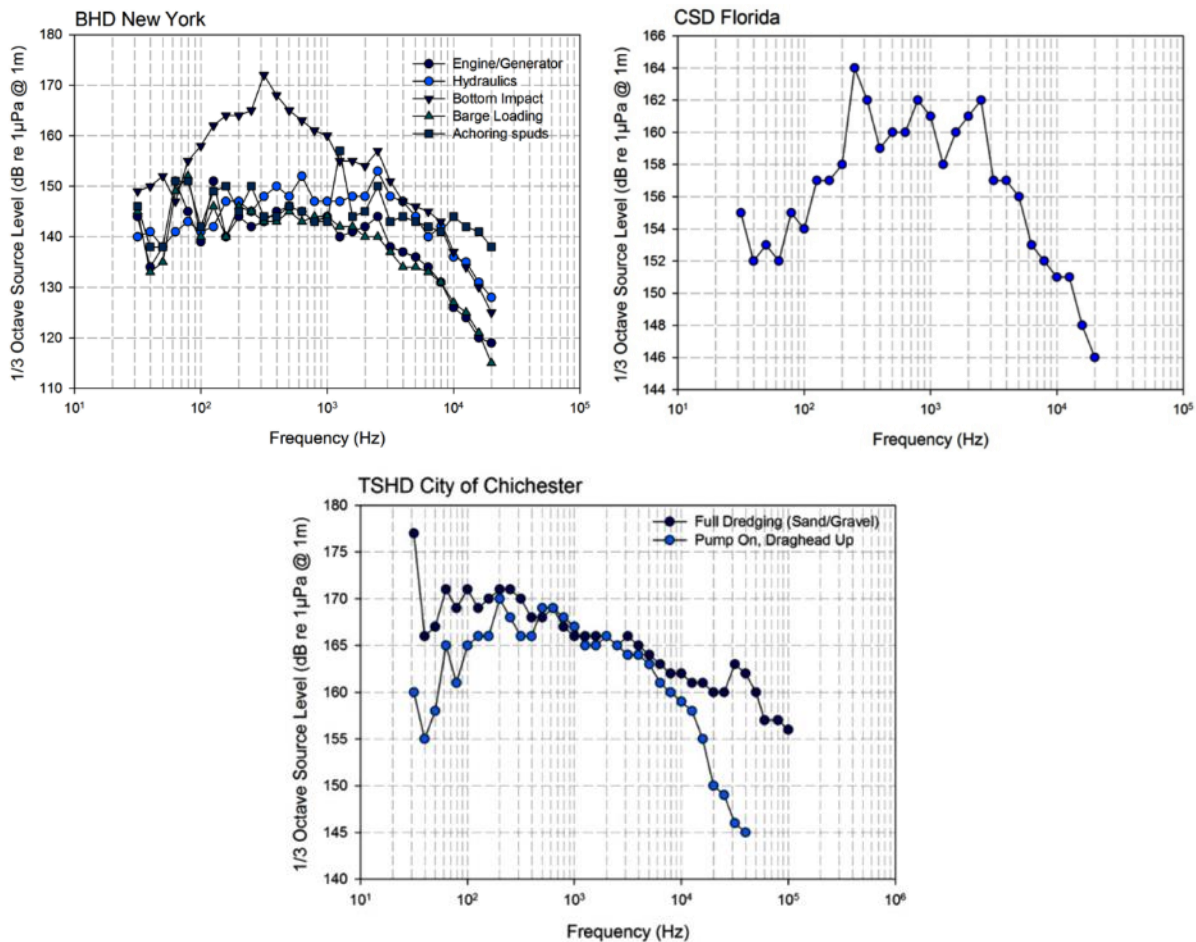 BHD New York
1/3 Octave Source Level (dB re 1µPa @ 1m)
180
170
160
150
140
130
120
110
Engine/Generator
Hydraulics
Bottom Impact
Barge Loading
Achoring spuds
10¹ 10² 10³ 10⁴ 10⁵
Frequency (Hz)
CSD Florida
1/3 Octave Source Level (dB re 1µPa @ 1m)
166
164
162
160
158
156
154
152
150
148
146
144
10¹ 10² 10³ 10⁴ 10⁵
Frequency (Hz)
TSHD City of Chichester
1/3 Octave Source Level (dB re 1µPa @ 1m)
180
175
170
165
160
155
150
145
140
Full Dredging (Sand/Gravel)
Pump On, Draghead Up
10¹ 10² 10³ 10⁴ 10⁵ 10⁶
Frequency (Hz)